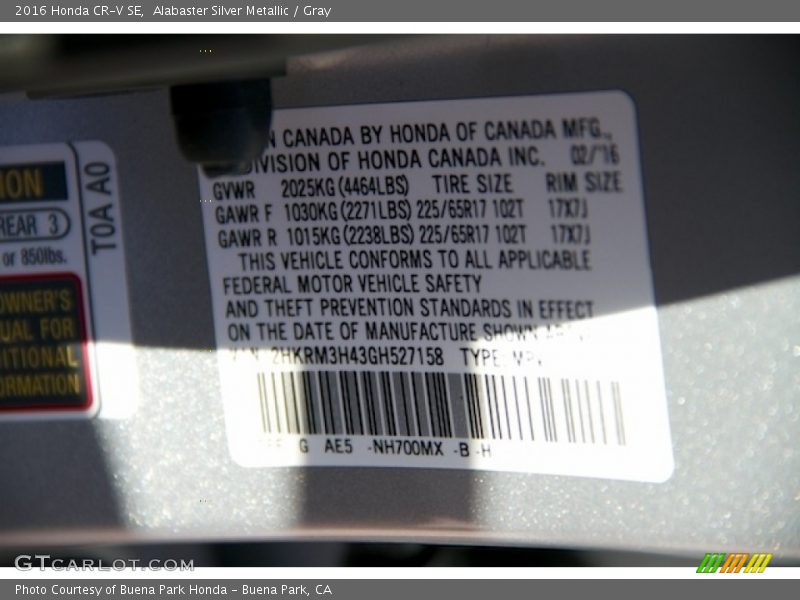 2016 Honda CR-V SE, Alabaster Silver Metallic / Gray
CANADA BY HONDA OF CANADA MFG.,
DIVISION OF HONDA CANADA INC. 02/'16
GVWR 2025KG(4464LBS) TIRE SIZE RIM SIZE
GAWR F 1030KG(2271LBS) 225/65R17 102T 17X7J
GAWR R 1015KG(2238LBS) 225/65R17 102T 17X7J
THIS VEHICLE CONFORMS TO ALL APPLICABLE
FEDERAL MOTOR VEHICLE SAFETY
AND THEFT PREVENTION STANDARDS IN EFFECT
ON THE DATE OF MANUFACTURE SHOWN
2HKRM3H43GH527158 TYPE: MPV
G AE5 -NH700MX -B -H
T0A A0
REAR 3
or 850lbs.
OWNER'S
FOR
GTCARLOT.COM
Photo Courtesy of Buena Park Honda - Buena Park, CA